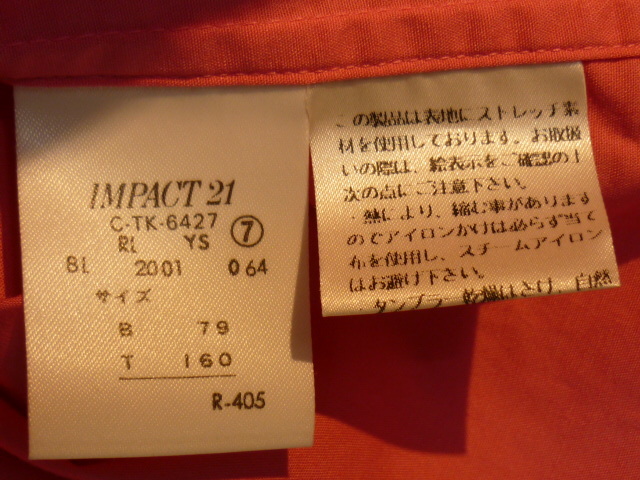 IMPACT 21
C-TK-6427
RL YS ⑦
BL 2001 064
サイズ
B 79
T 160
R-405
この製品は表地にストレッチ素
材を使用しております。お取扱
いの際は、絵表示をご確認の上
次の点にご注意下さい。
・熱により、縮む事があります
のでアイロンかけは必らず当て
布を使用し、スチームアイロン
はお避け下さい。
タンブラー乾燥はさけ、自然